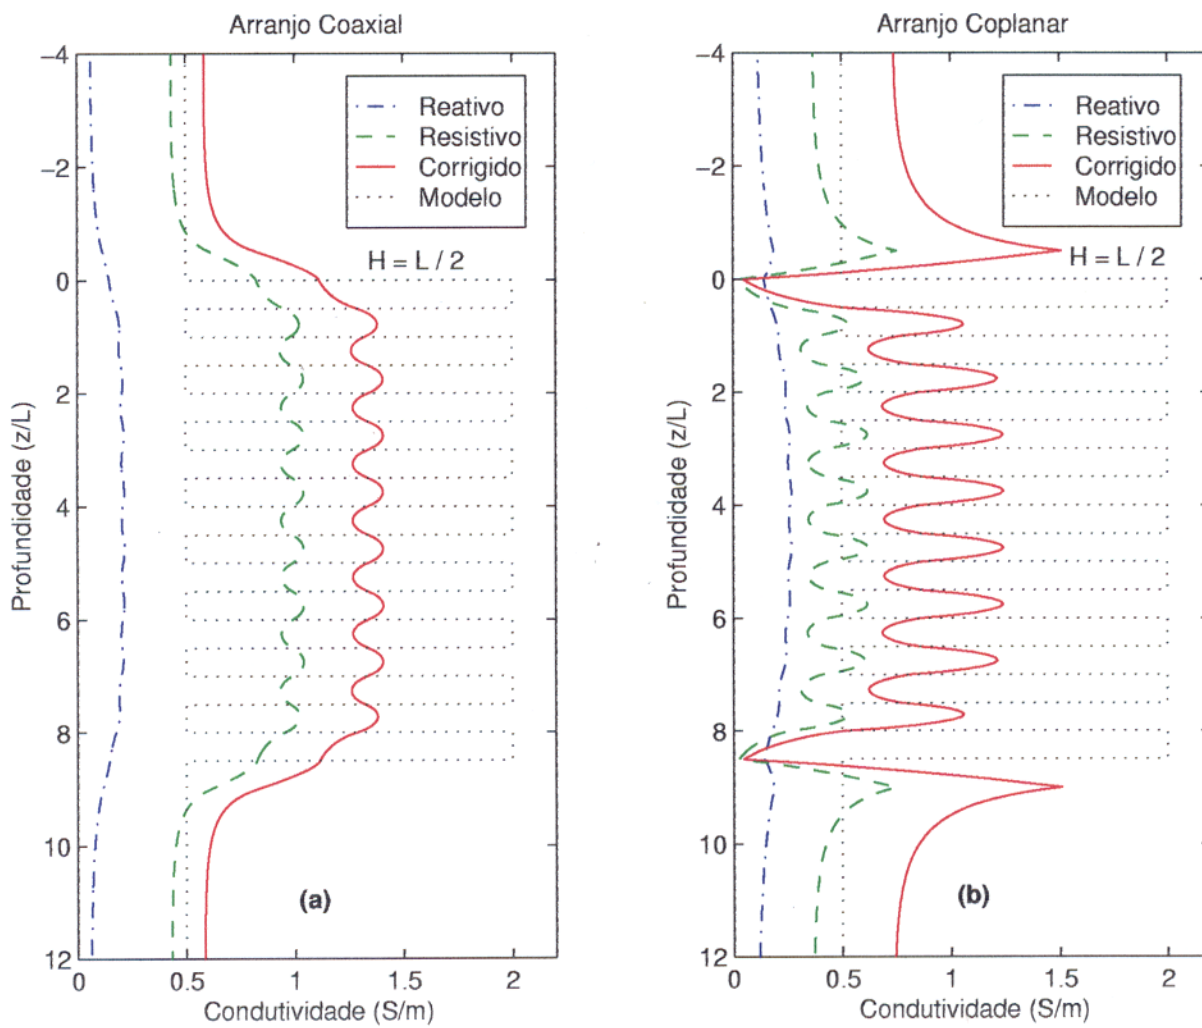 Arranjo Coaxial
−4
−2
0
2
4
6
8
10
12
0
0.5
1
1.5
2
Profundidade (z/L)
Condutividade (S/m)
Reativo
Resistivo
Corrigido
Modelo
H = L / 2
(a)
Arranjo Coplanar
−4
−2
0
2
4
6
8
10
12
0
0.5
1
1.5
2
Profundidade (z/L)
Condutividade (S/m)
Reativo
Resistivo
Corrigido
Modelo
H = L / 2
(b)